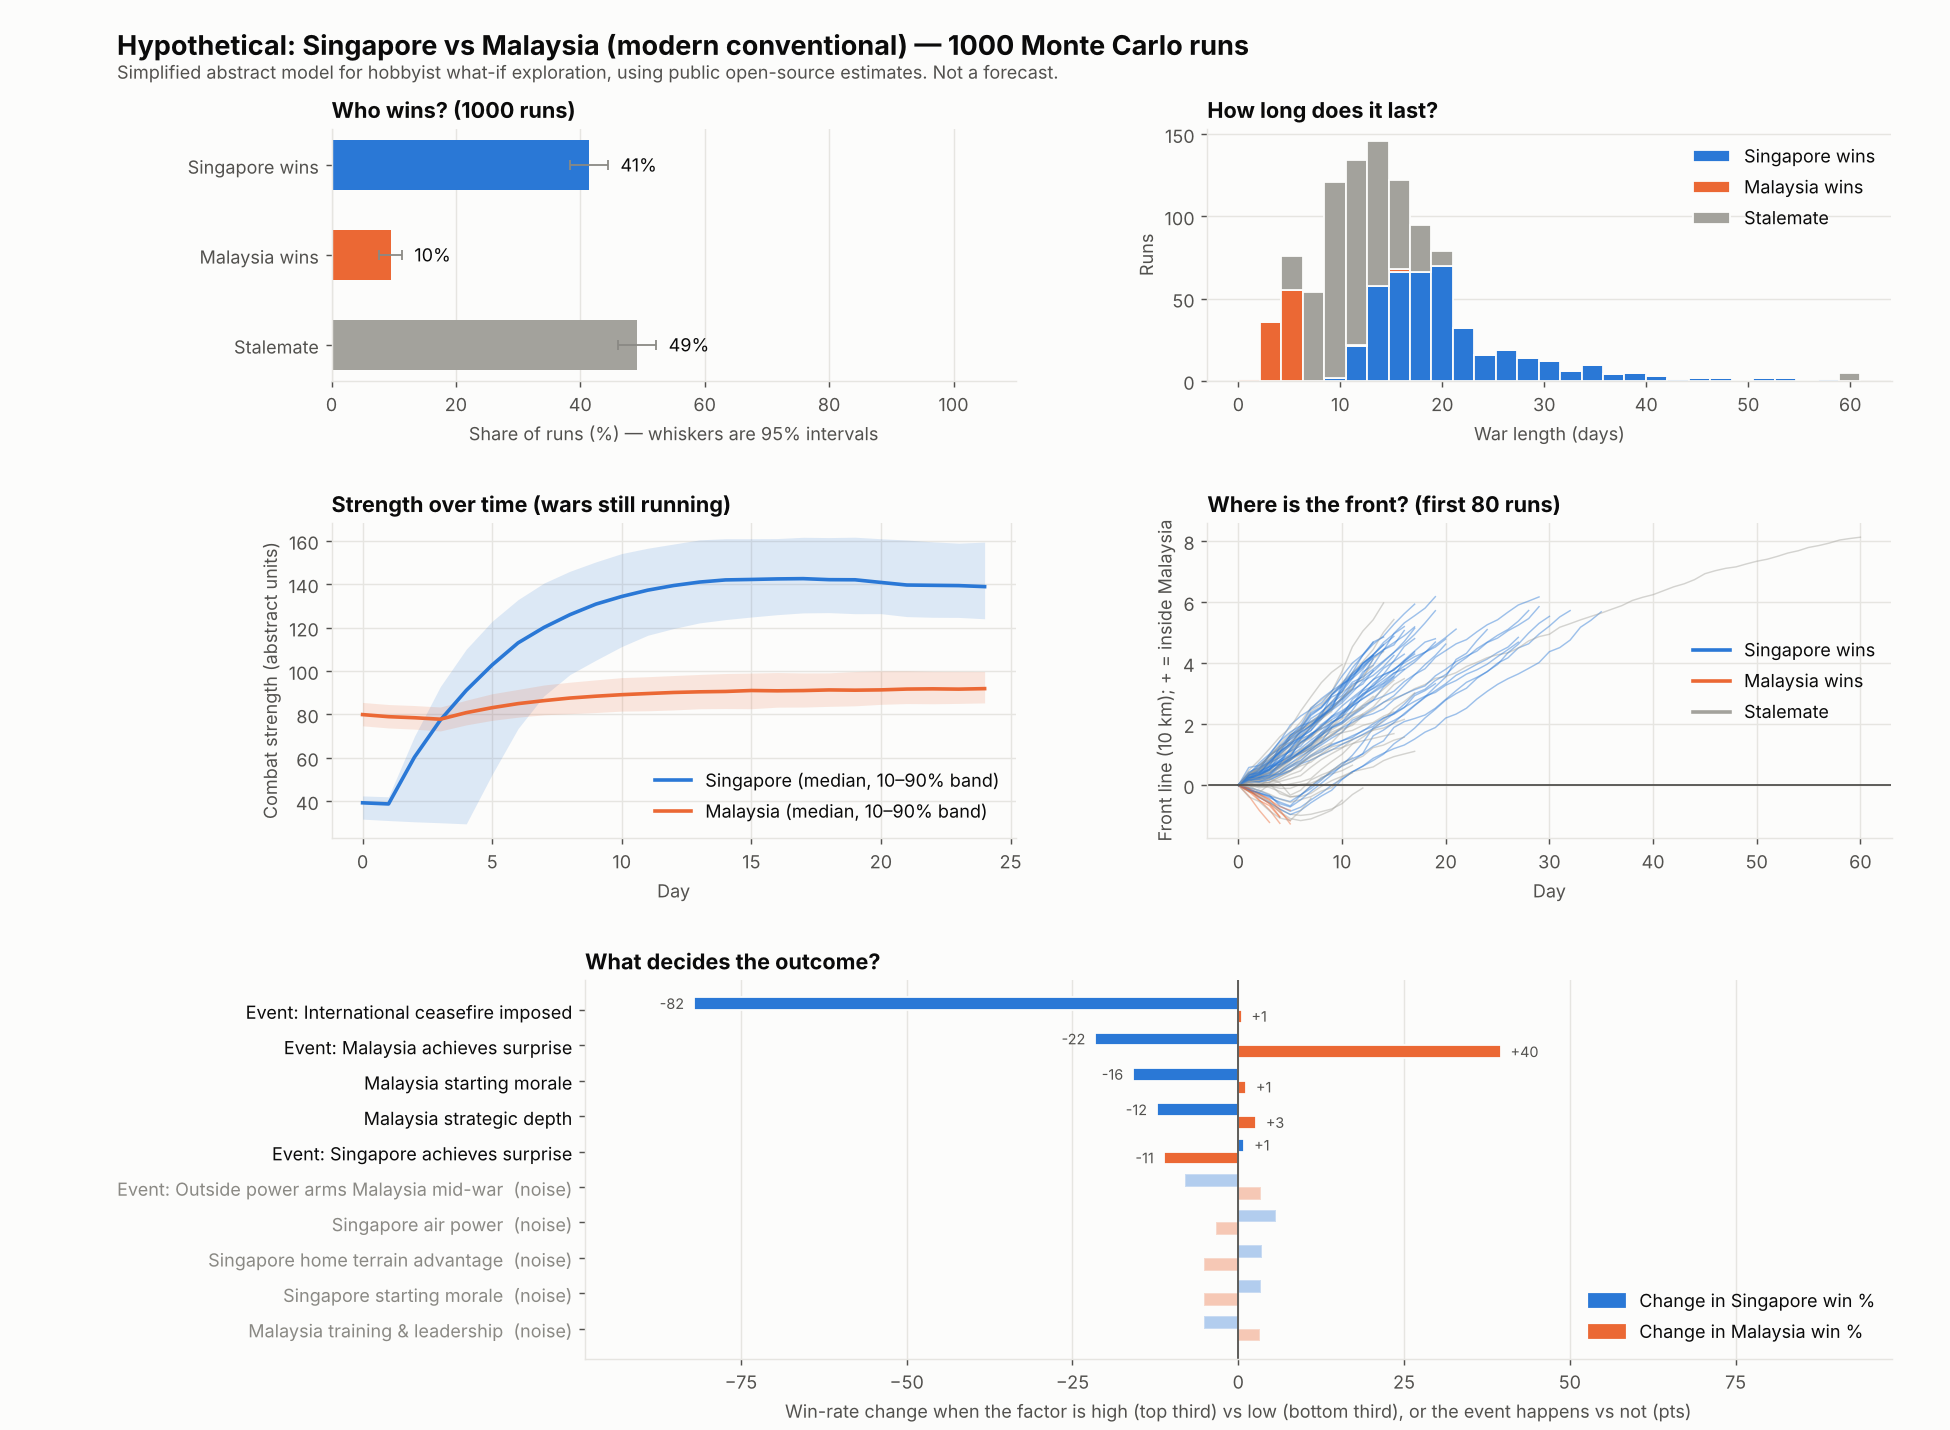 Hypothetical: Singapore vs Malaysia (modern conventional) — 1000 Monte Carlo runs
Simplified abstract model for hobbyist what-if exploration, using public open-source estimates. Not a forecast.
Who wins? (1000 runs)
Singapore wins
41%
Malaysia wins
10%
Stalemate
49%
0 20 40 60 80 100
Share of runs (%) — whiskers are 95% intervals
How long does it last?
150
100
50
0
Runs
Singapore wins
Malaysia wins
Stalemate
0 10 20 30 40 50 60
War length (days)
Strength over time (wars still running)
160
140
120
100
80
60
40
Combat strength (abstract units)
Singapore (median, 10–90% band)
Malaysia (median, 10–90% band)
0 5 10 15 20 25
Day
Where is the front? (first 80 runs)
8
6
4
2
0
Front line (10 km); + = inside Malaysia
Singapore wins
Malaysia wins
Stalemate
0 10 20 30 40 50 60
Day
What decides the outcome?
Event: International ceasefire imposed
-82
+1
Event: Malaysia achieves surprise
-22
+40
Malaysia starting morale
-16
+1
Malaysia strategic depth
-12
+3
Event: Singapore achieves surprise
+1
-11
Event: Outside power arms Malaysia mid-war (noise)
Singapore air power (noise)
Singapore home terrain advantage (noise)
Singapore starting morale (noise)
Malaysia training & leadership (noise)
Change in Singapore win %
Change in Malaysia win %
−75 −50 −25 0 25 50 75
Win-rate change when the factor is high (top third) vs low (bottom third), or the event happens vs not (pts)